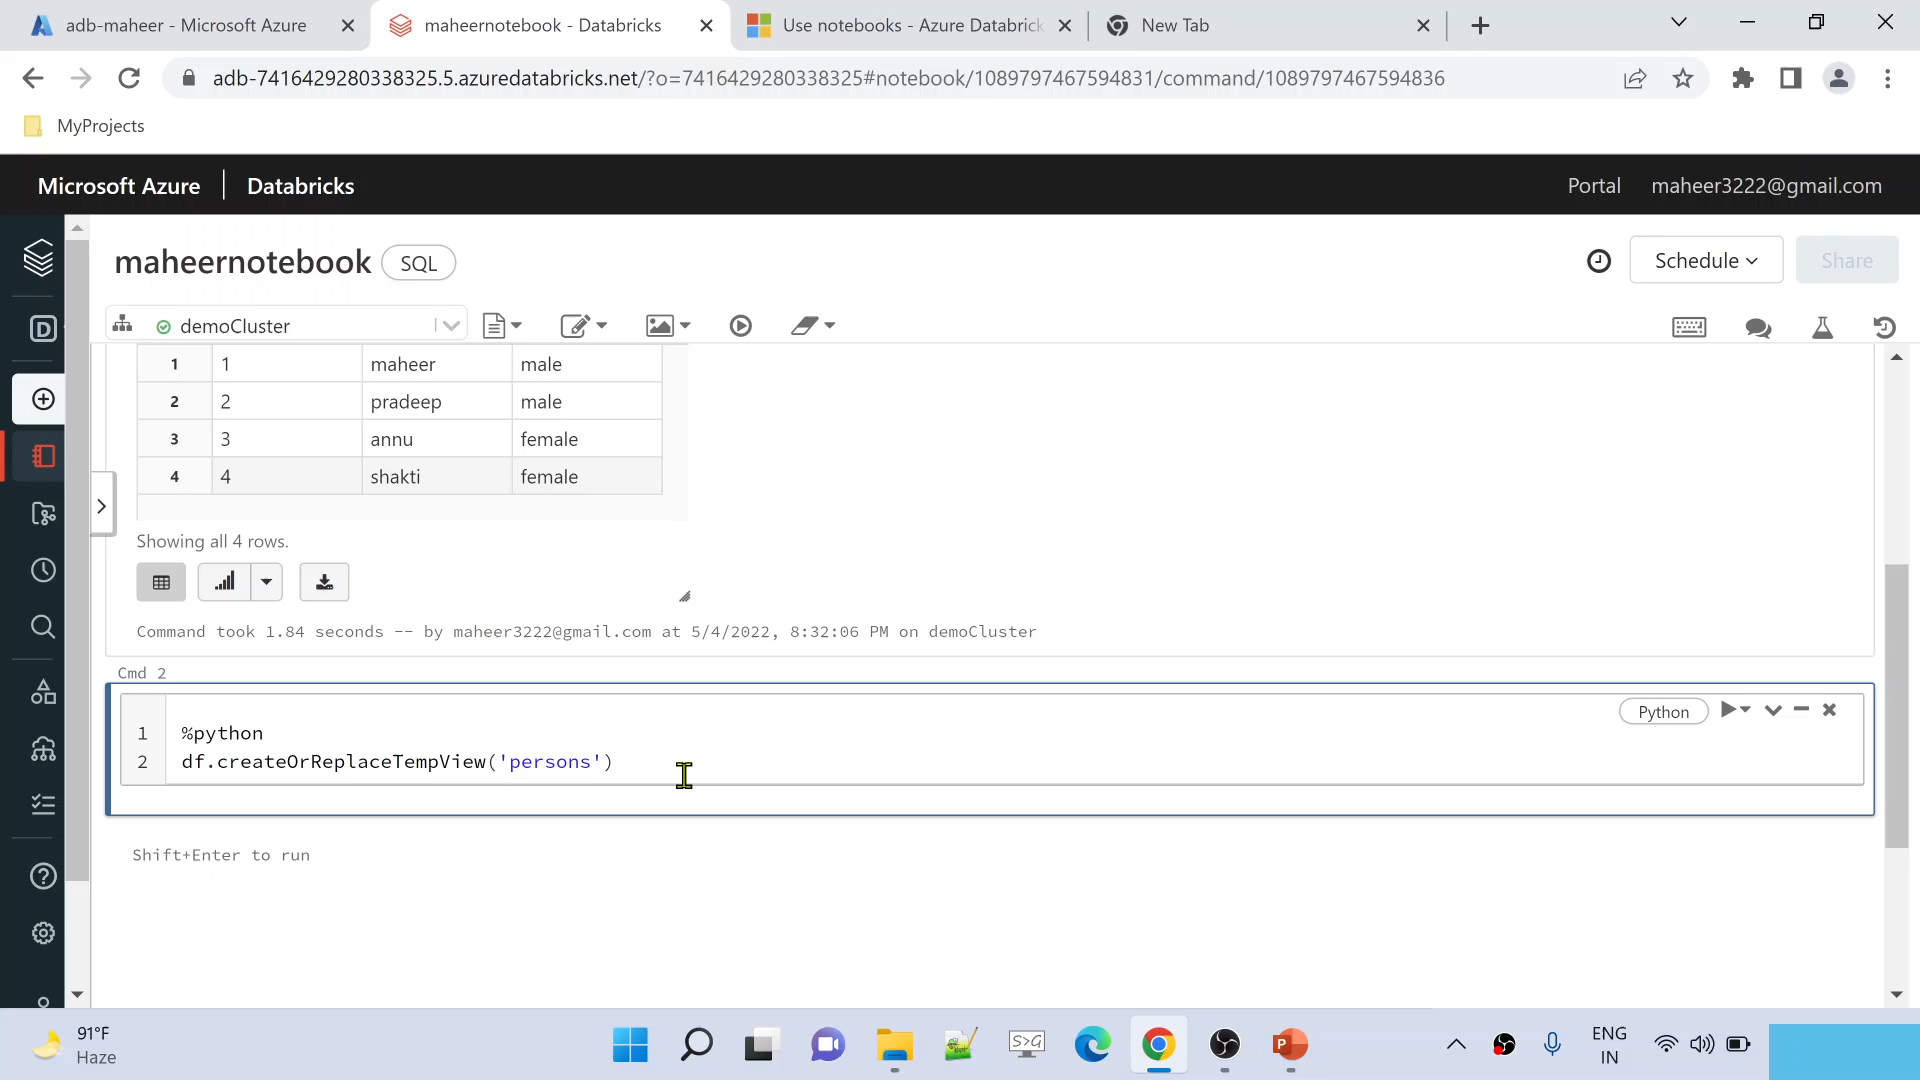 adb-maheer - Microsoft Azure
maheernotebook - Databricks
Use notebooks - Azure Databrick
New Tab
adb-7416429280338325.5.azuredatabricks.net/?o=7416429280338325#notebook/1089797467594831/command/1089797467594836
MyProjects
Microsoft Azure
Databricks
Portal
maheer3222@gmail.com
maheernotebook
SQL
Schedule
Share
D
demoCluster
1 1 maheer male
2 2 pradeep male
3 3 annu female
4 4 shakti female
Showing all 4 rows.
Command took 1.84 seconds -- by maheer3222@gmail.com at 5/4/2022, 8:32:06 PM on demoCluster
Cmd 2
Python
1 %python
2 df.createOrReplaceTempView('persons')
Shift+Enter to run
91°F
Haze
S>G
P
ENG
IN